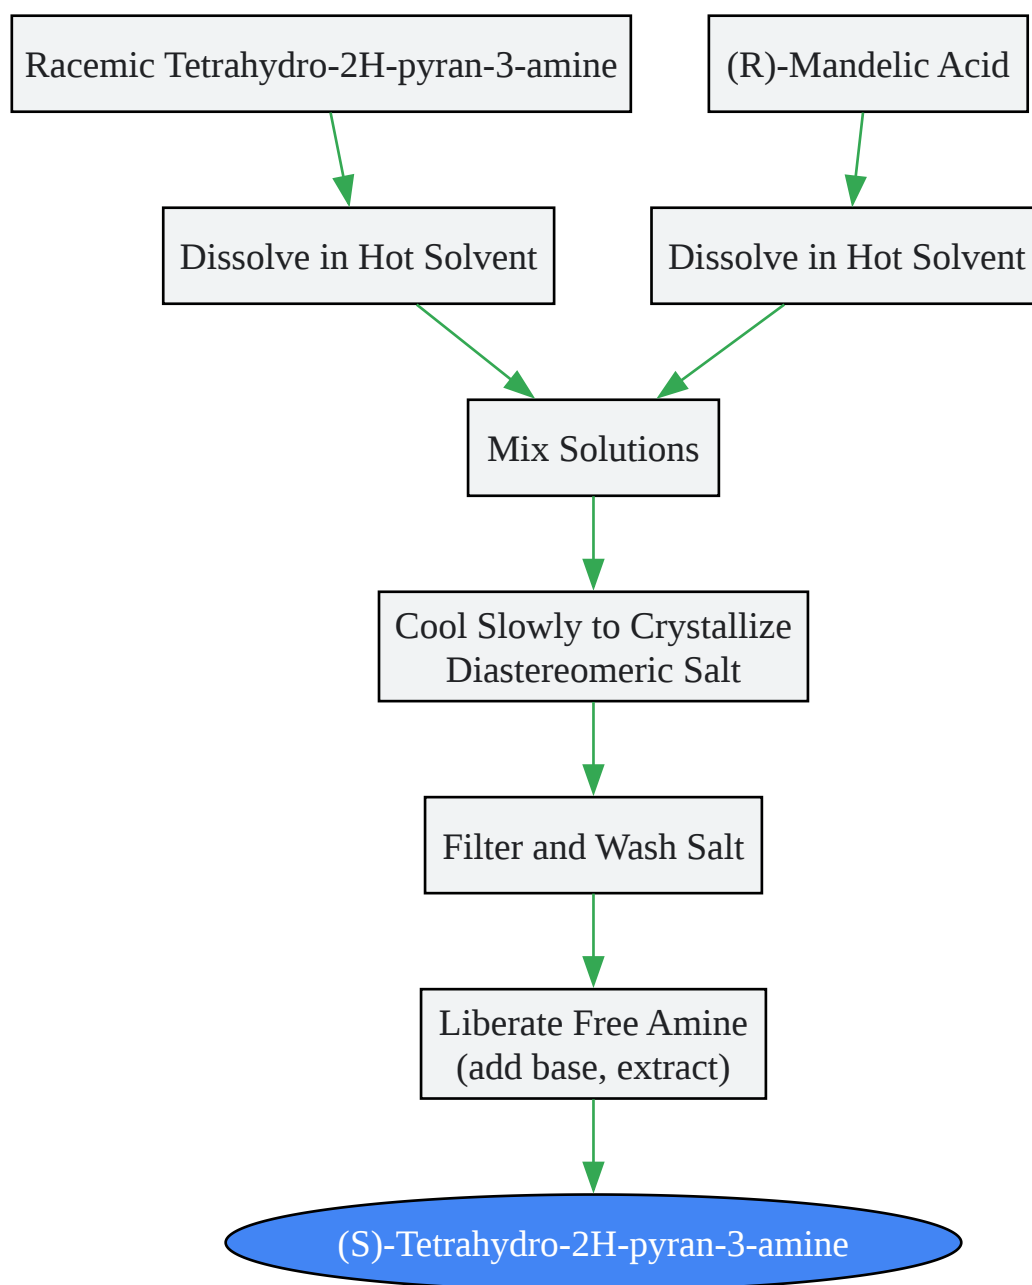 Racemic Tetrahydro-2H-pyran-3-amine
(R)-Mandelic Acid
Dissolve in Hot Solvent
Dissolve in Hot Solvent
Mix Solutions
Cool Slowly to Crystallize
Diastereomeric Salt
Filter and Wash Salt
Liberate Free Amine
(add base, extract)
(S)-Tetrahydro-2H-pyran-3-amine